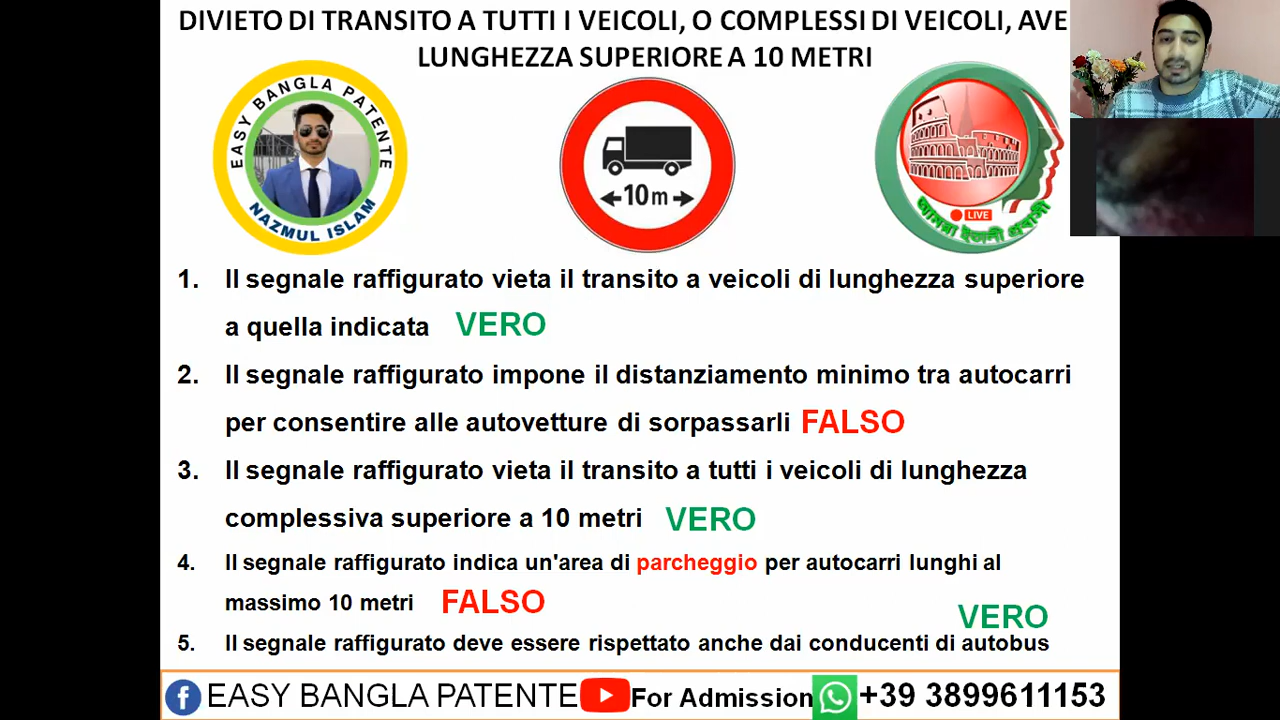 DIVIETO DI TRANSITO A TUTTI I VEICOLI, O COMPLESSI DI VEICOLI, AVE
LUNGHEZZA SUPERIORE A 10 METRI
EASY BANGLA PATENTE
NAZMUL ISLAM
10m
LIVE
আমরা ইতালী প্রবাসী
1. Il segnale raffigurato vieta il transito a veicoli di lunghezza superiore
a quella indicata VERO
2. Il segnale raffigurato impone il distanziamento minimo tra autocarri
per consentire alle autovetture di sorpassarli FALSO
3. Il segnale raffigurato vieta il transito a tutti i veicoli di lunghezza
complessiva superiore a 10 metri VERO
4. Il segnale raffigurato indica un'area di parcheggio per autocarri lunghi al
massimo 10 metri FALSO
VERO
5. Il segnale raffigurato deve essere rispettato anche dai conducenti di autobus
EASY BANGLA PATENTE For Admission +39 3899611153